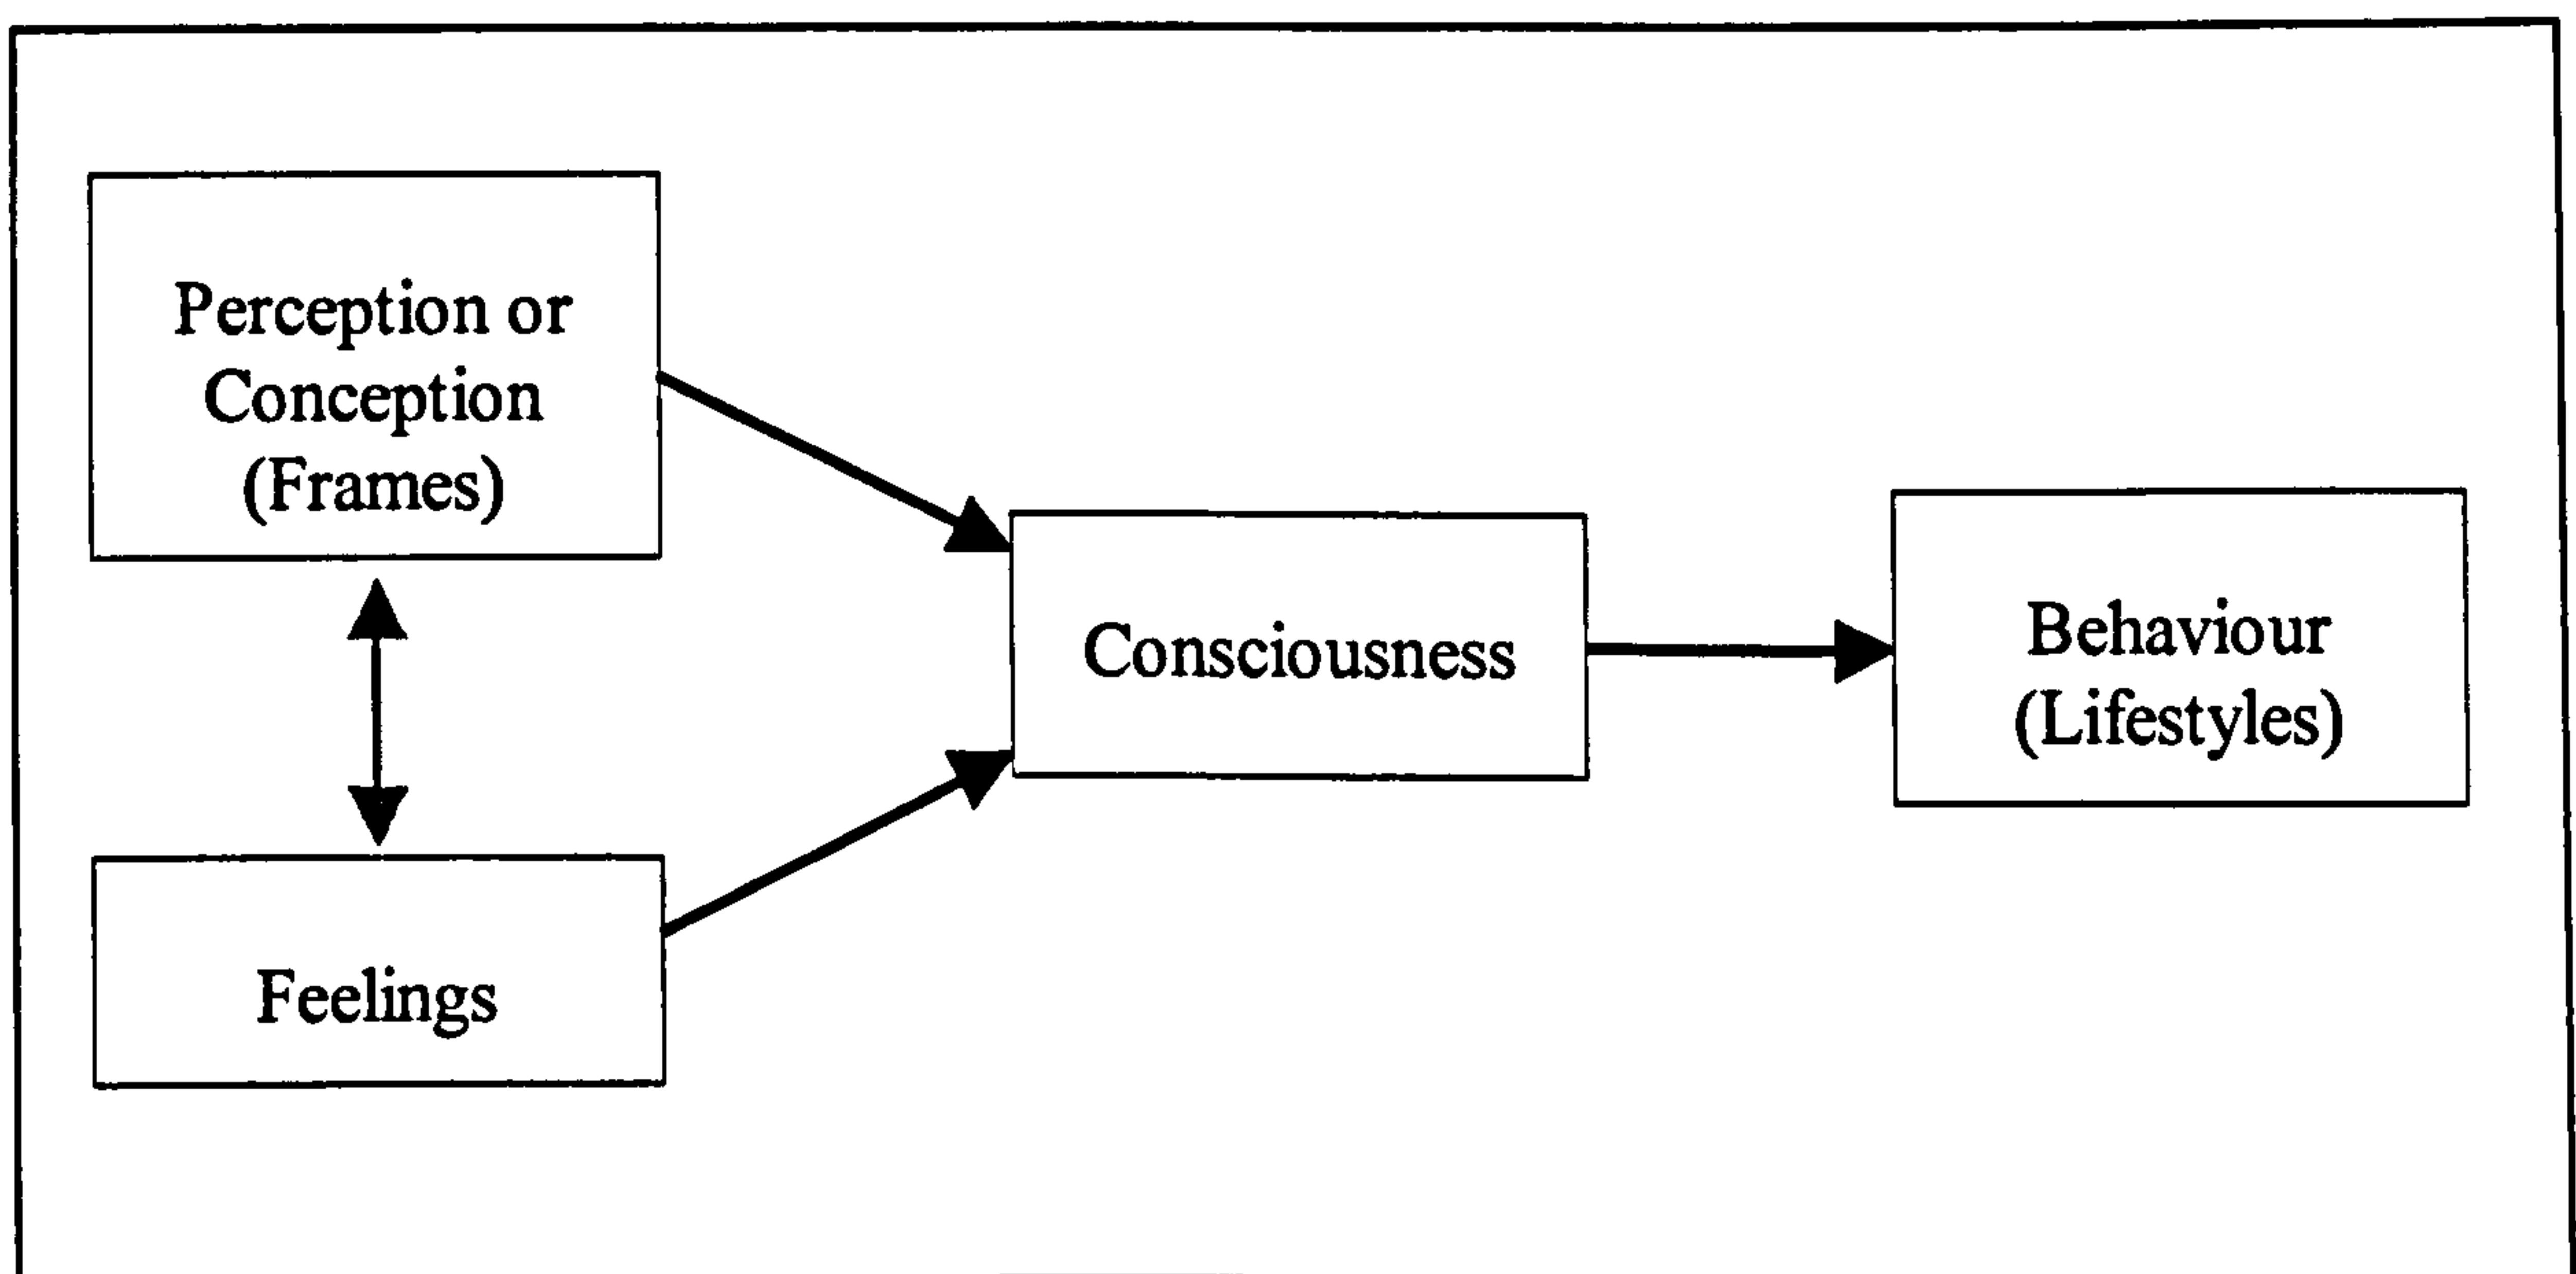 Perception or
Conception
(Frames)
Consciousness
Behaviour
(Lifestyles)
Feelings